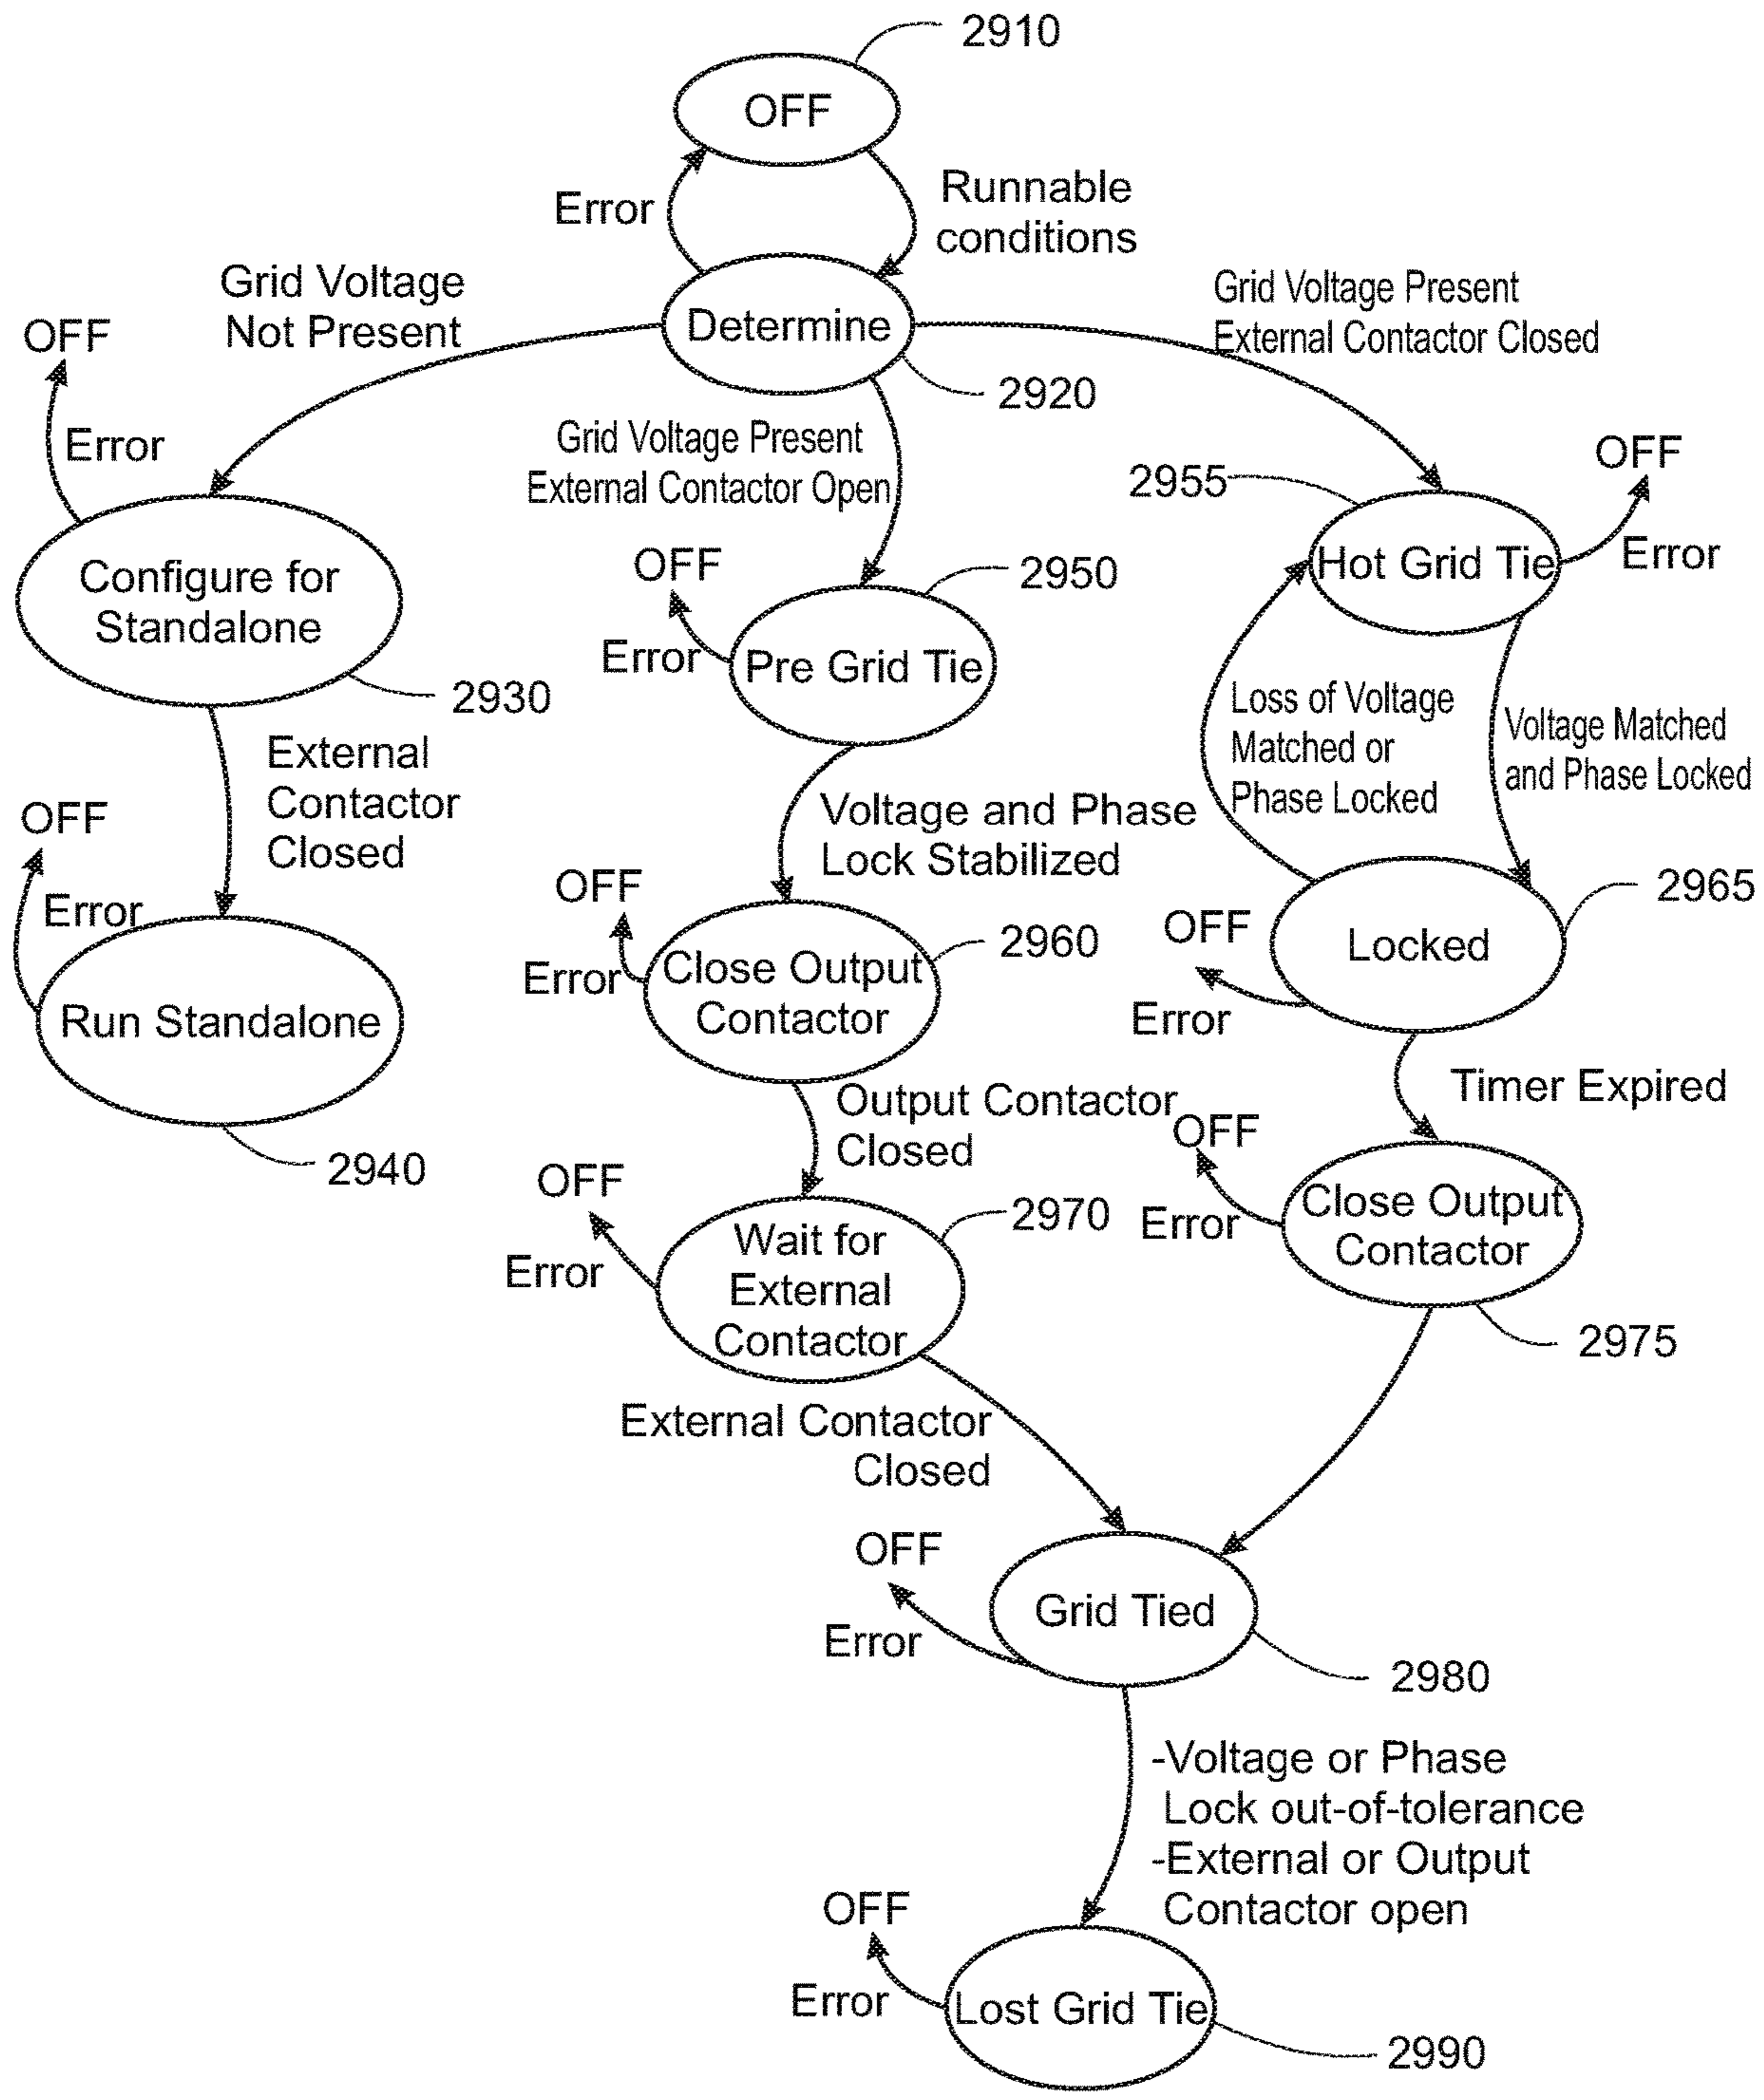 2910
OFF
Error
Runnable
conditions
Determine
2920
Grid Voltage
Not Present
Grid Voltage Present
External Contactor Closed
OFF
Error
Grid Voltage Present
External Contactor Open
2955
OFF
Hot Grid Tie
Error
Configure for
Standalone
2930
OFF
2950
Error
Pre Grid Tie
Loss of Voltage
Matched or
Phase Locked
Voltage Matched
and Phase Locked
External
Contactor
Closed
OFF
Error
Run Standalone
2940
Voltage and Phase
Lock Stabilized
OFF
Error
Close Output
Contactor
2960
2965
OFF
Locked
Error
Timer Expired
Output Contactor
Closed
OFF
Error
Close Output
Contactor
2975
OFF
Error
Wait for
External
Contactor
2970
External Contactor
Closed
OFF
Error
Grid Tied
2980
-Voltage or Phase
Lock out-of-tolerance
-External or Output
Contactor open
OFF
Error
Lost Grid Tie
2990